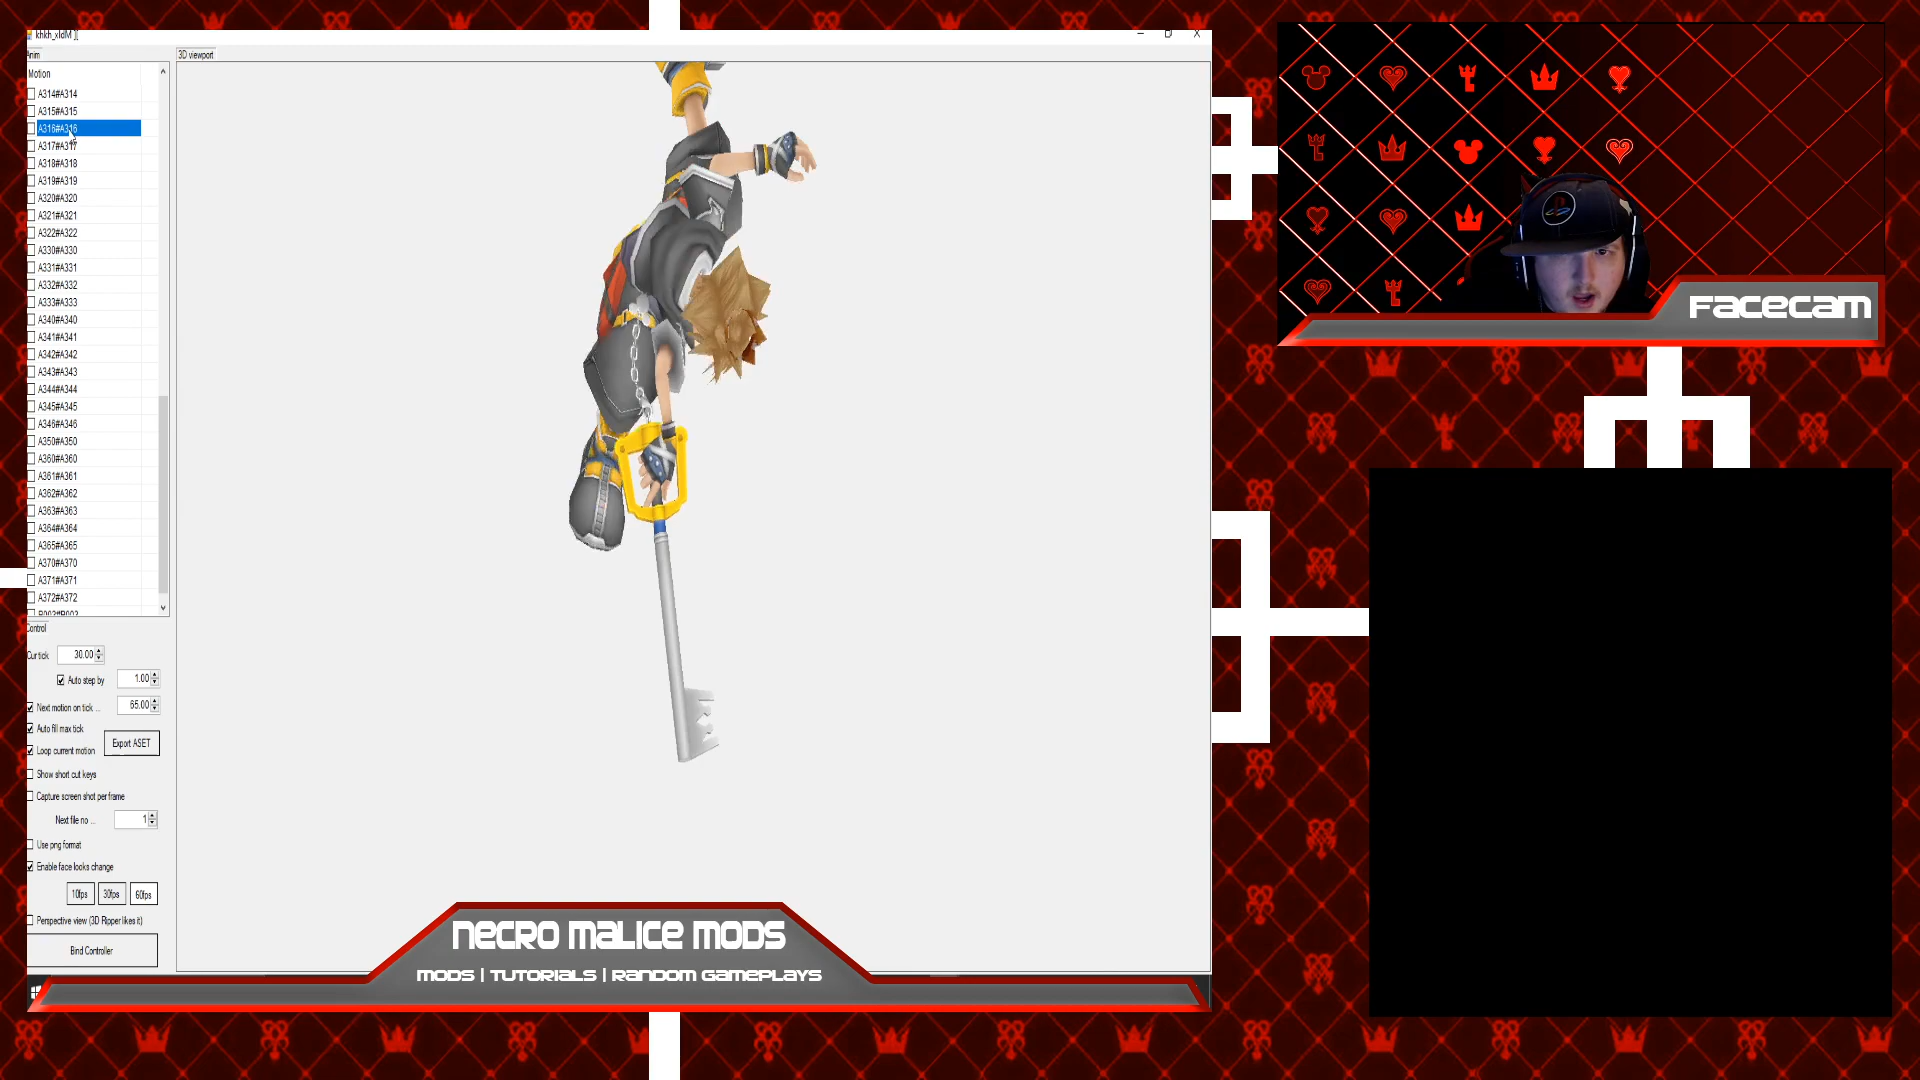 khkh_xldM ][
Anim
3D viewport
Motion
A314#A314
A315#A315
A316#A316
A317#A317
A318#A318
A319#A319
A320#A320
A321#A321
A322#A322
A330#A330
A331#A331
A332#A332
A333#A333
A340#A340
A341#A341
A342#A342
A343#A343
A344#A344
A345#A345
A346#A346
A350#A350
A360#A360
A361#A361
A362#A362
A363#A363
A364#A364
A365#A365
A370#A370
A371#A371
A372#A372
Control
Cur tick 30.00
Auto step by 1.00
Next motion on tick ... 65.00
Auto fill max tick
Loop current motion
Export ASET
Show short cut keys
Capture screen shot per frame
Next file no ... 1
Use png format
Enable face looks change
10fps 30fps 60fps
Perspective view (3D Ripper likes it)
Bind Controller
FACECAM
NECRO MALICE MODS
MODS | TUTORIALS | RANDOM GAMEPLAYS